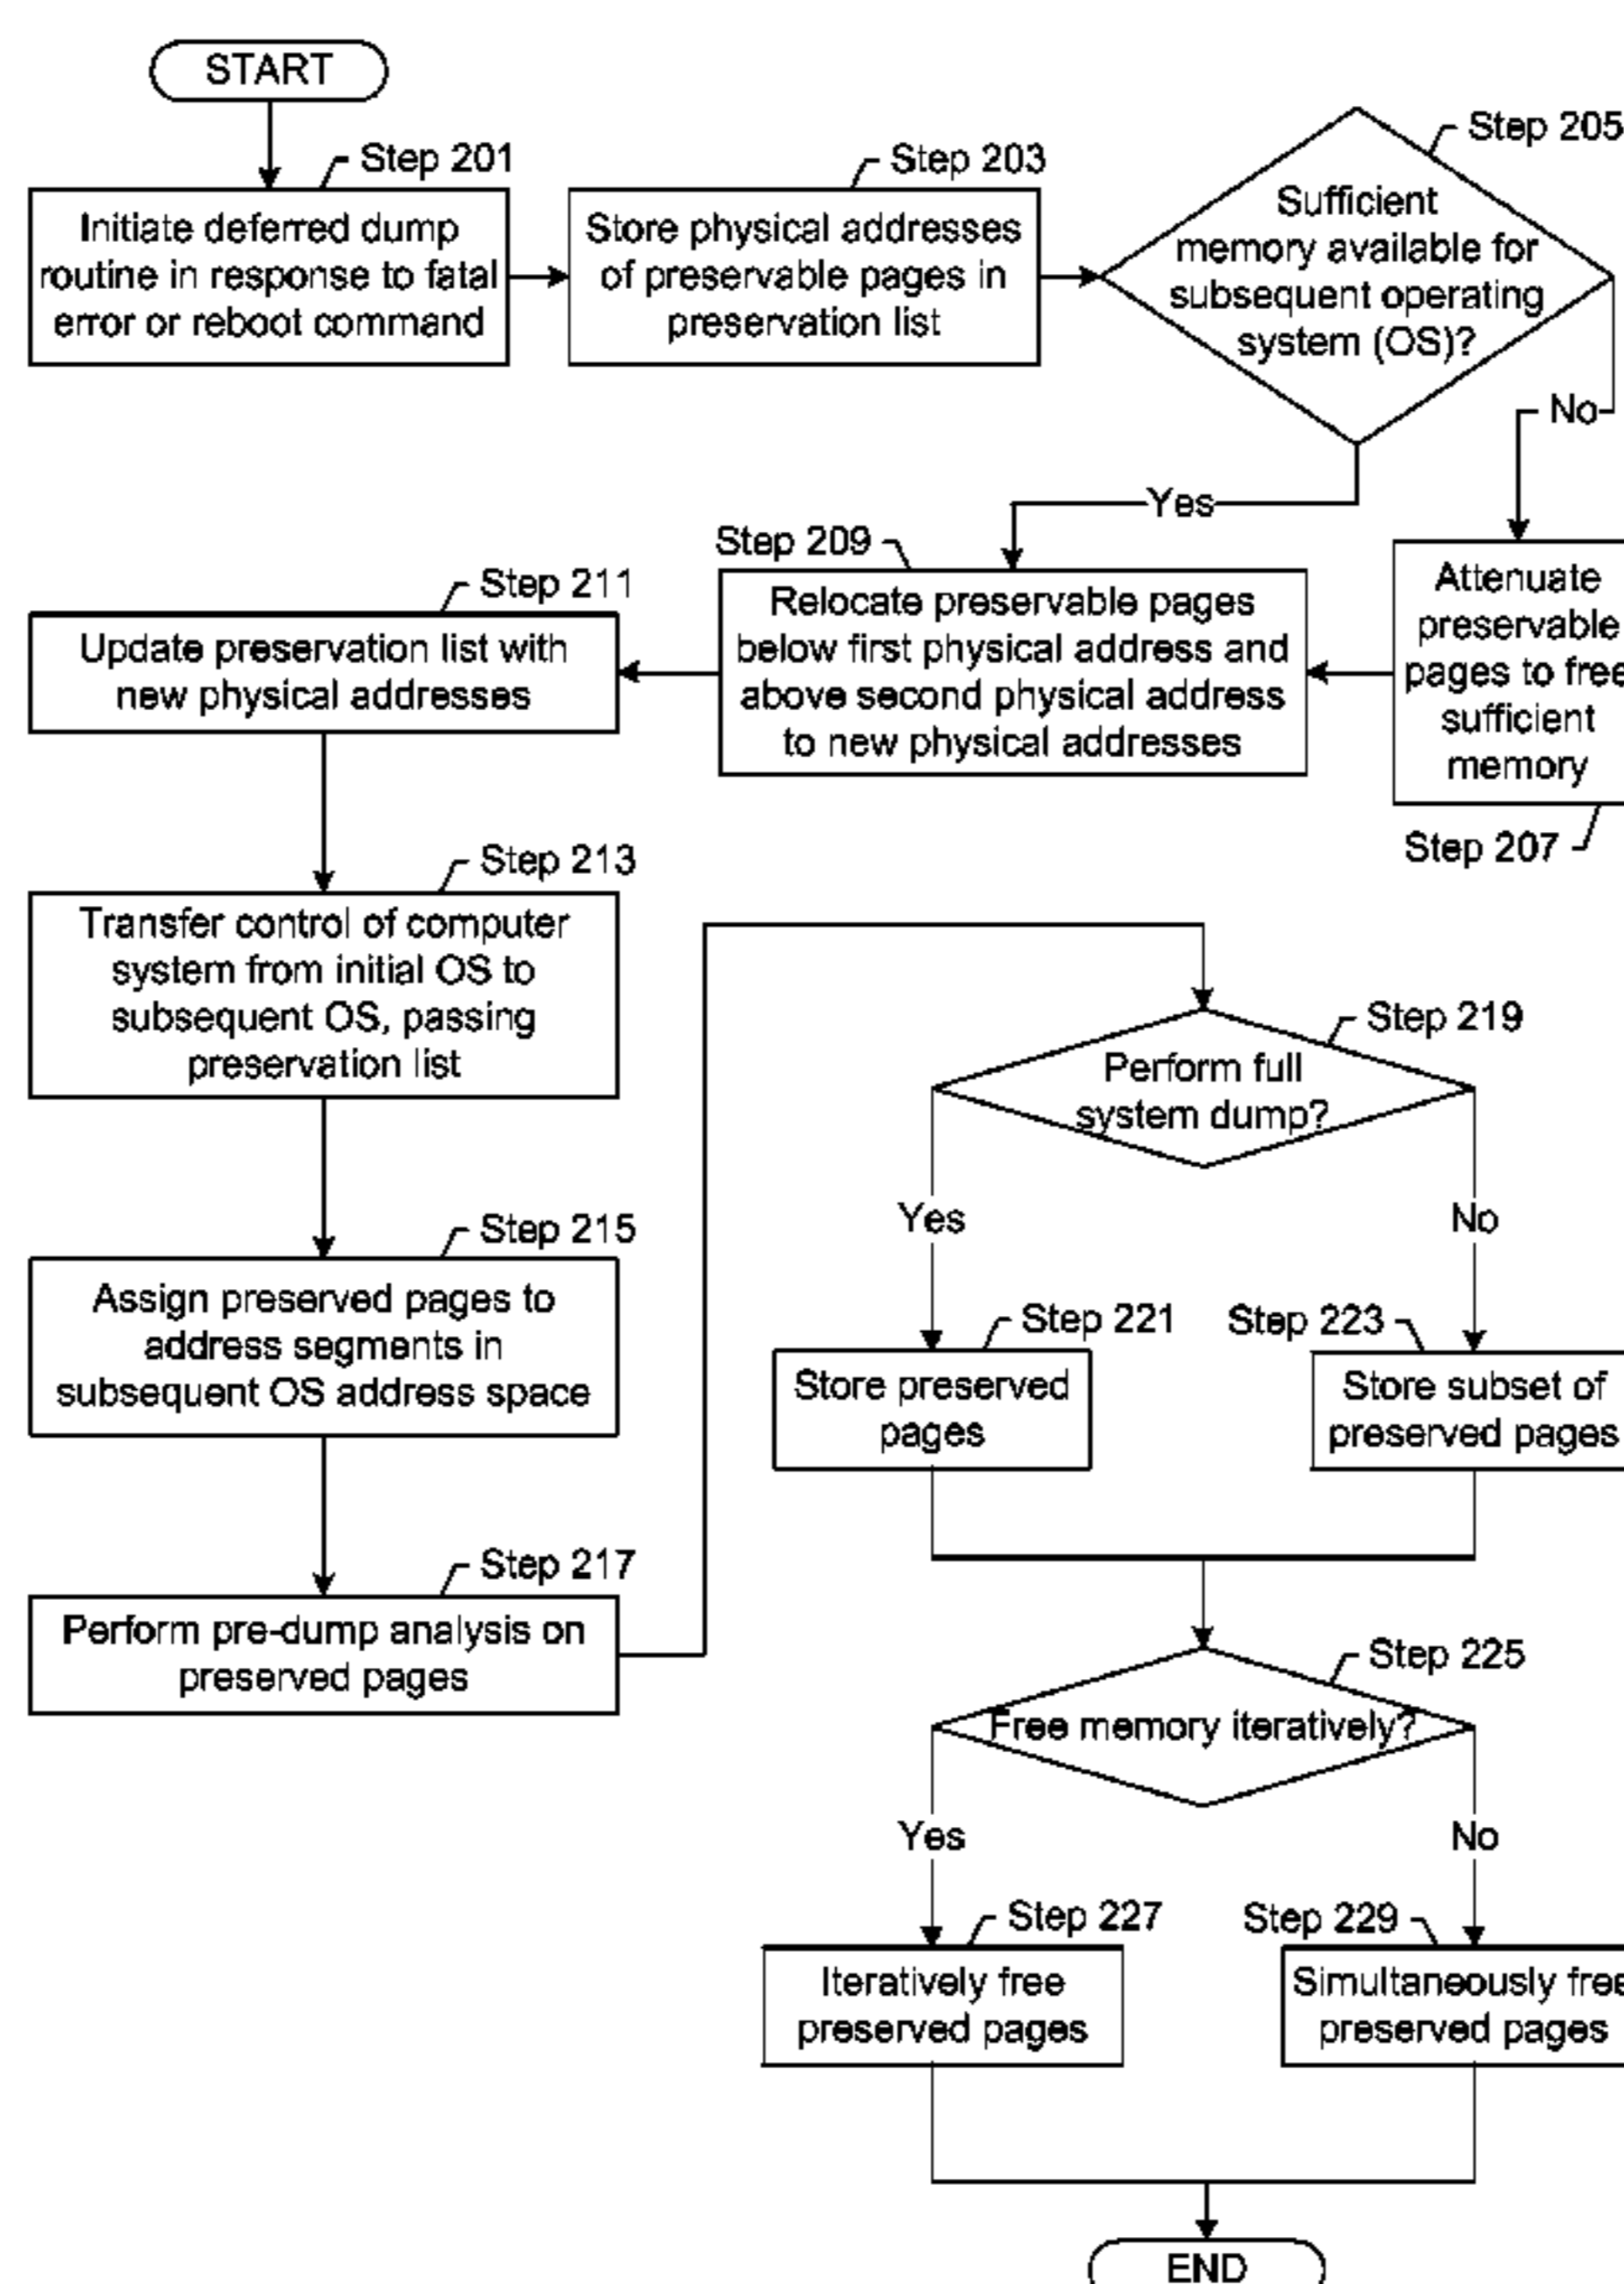 START
Step 201
Initiate deferred dump
routine in response to fatal
error or reboot command
Step 203
Store physical addresses
of preservable pages in
preservation list
Step 205
Sufficient
memory available for
subsequent operating
system (OS)?
No
Yes
Attenuate
preservable
pages to free
sufficient
memory
Step 207
Step 209
Relocate preservable pages
below first physical address and
above second physical address
to new physical addresses
Step 211
Update preservation list with
new physical addresses
Step 213
Transfer control of computer
system from initial OS to
subsequent OS, passing
preservation list
Step 215
Assign preserved pages to
address segments in
subsequent OS address space
Step 217
Perform pre-dump analysis on
preserved pages
Step 219
Perform full
system dump?
Yes
No
Step 221
Store preserved
pages
Step 223
Store subset of
preserved pages
Step 225
Free memory iteratively?
Yes
No
Step 227
Iteratively free
preserved pages
Step 229
Simultaneously free
preserved pages
END